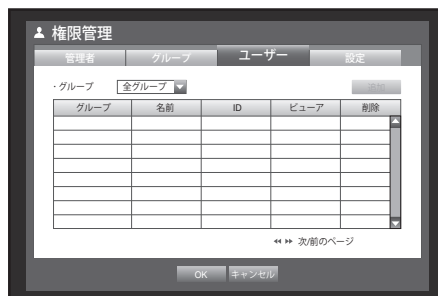 権限管理
管理者 グループ ユーザー 設定
・グループ 全グループ 追加
グループ 名前 ID ビューア 削除
次/前のページ
OK キャンセル